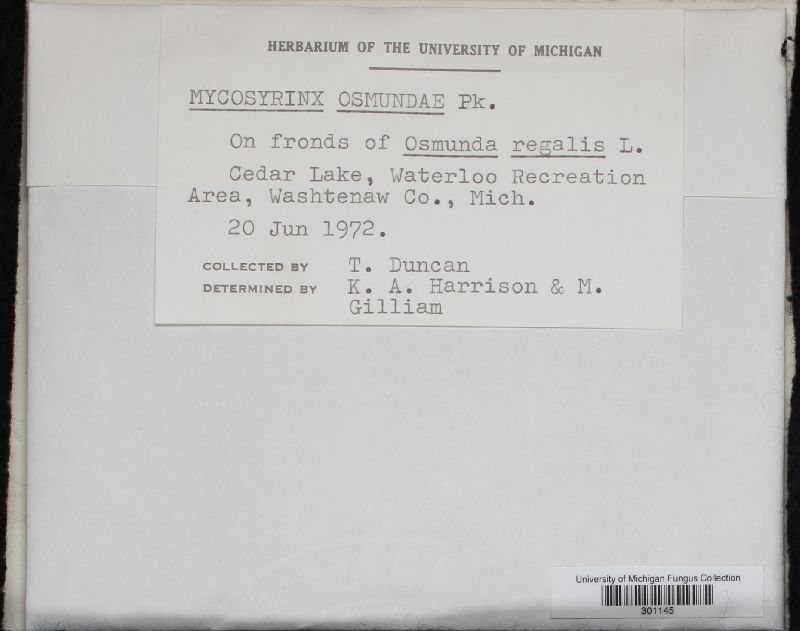 HERBARIUM OF THE UNIVERSITY OF MICHIGAN
MYCOSYRINX OSMUNDAE Pk.
On fronds of Osmunda regalis L.
Cedar Lake, Waterloo Recreation
Area, Washtenaw Co., Mich.
20 Jun 1972.
COLLECTED BY T. Duncan
DETERMINED BY K. A. Harrison & M.
Gilliam
University of Michigan Fungus Collection
301145